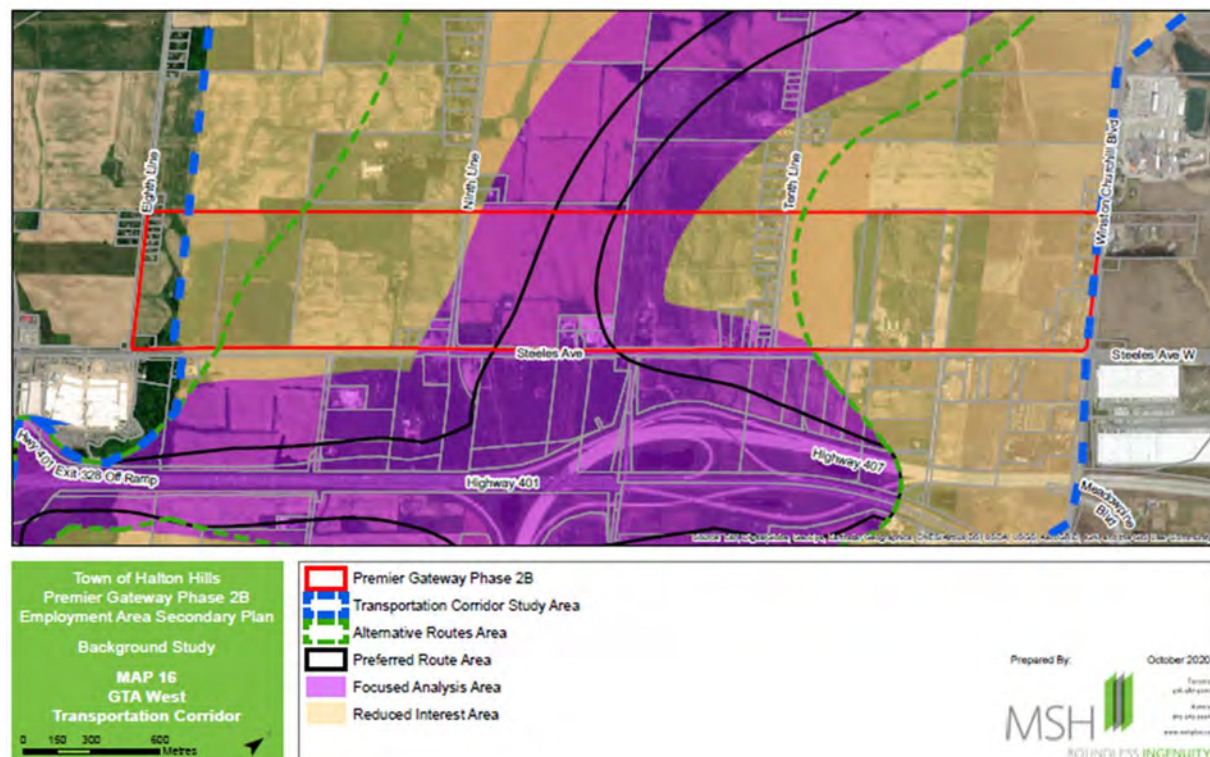 Eighth Line
Ninth Line
Tenth Line
Winston Churchill Blvd
Steeles Ave
Steeles Ave W
Hwy 401 Exit 328 Off Ramp
Highway 401
Highway 407
Meadowpine Blvd
Town of Halton Hills
Premier Gateway Phase 2B
Employment Area Secondary Plan
Background Study
MAP 16
GTA West
Transportation Corridor
0 150 300 600
Metres
Premier Gateway Phase 2B
Transportation Corridor Study Area
Alternative Routes Area
Preferred Route Area
Focused Analysis Area
Reduced Interest Area
Prepared By: October 2020
MSH
BOUNDLESS INGENUITY